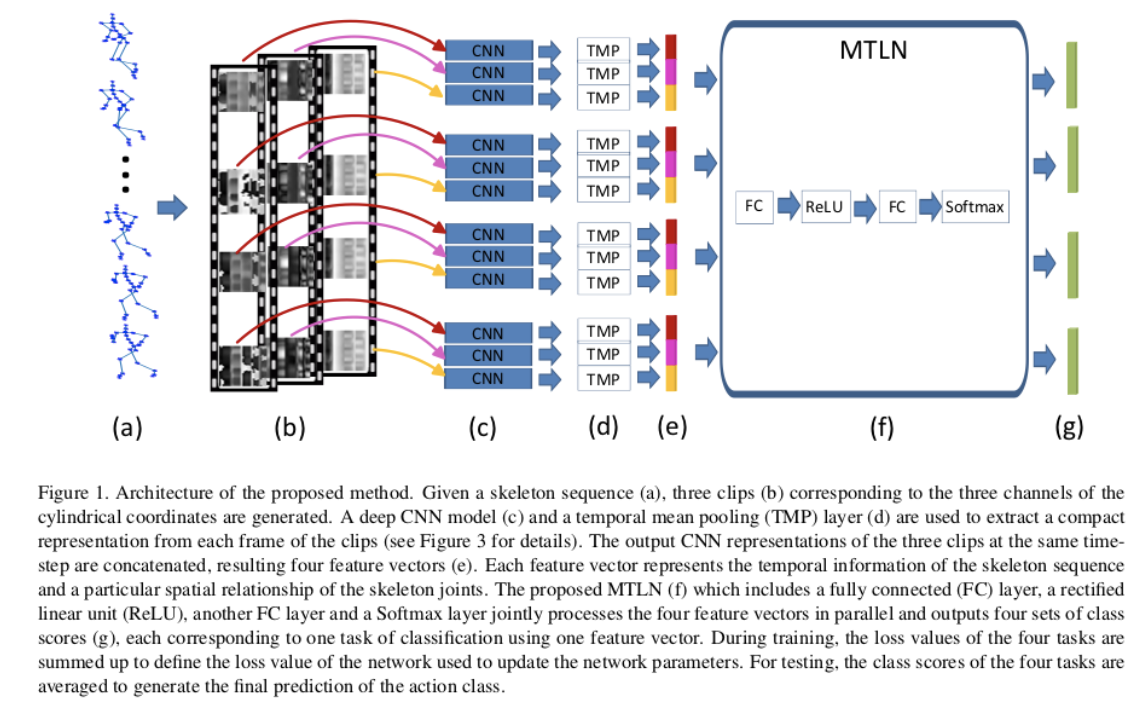 MTLN
CNN TMP
CNN TMP
CNN TMP
CNN TMP
CNN TMP
CNN TMP
FC ReLU FC Softmax
CNN TMP
CNN TMP
CNN TMP
CNN TMP
CNN TMP
CNN TMP
(a) (b) (c) (d) (e) (f) (g)
Figure 1. Architecture of the proposed method. Given a skeleton sequence (a), three clips (b) corresponding to the three channels of the
cylindrical coordinates are generated. A deep CNN model (c) and a temporal mean pooling (TMP) layer (d) are used to extract a compact
representation from each frame of the clips (see Figure 3 for details). The output CNN representations of the three clips at the same time-
step are concatenated, resulting four feature vectors (e). Each feature vector represents the temporal information of the skeleton sequence
and a particular spatial relationship of the skeleton joints. The proposed MTLN (f) which includes a fully connected (FC) layer, a rectified
linear unit (ReLU), another FC layer and a Softmax layer jointly processes the four feature vectors in parallel and outputs four sets of class
scores (g), each corresponding to one task of classification using one feature vector. During training, the loss values of the four tasks are
summed up to define the loss value of the network used to update the network parameters. For testing, the class scores of the four tasks are
averaged to generate the final prediction of the action class.